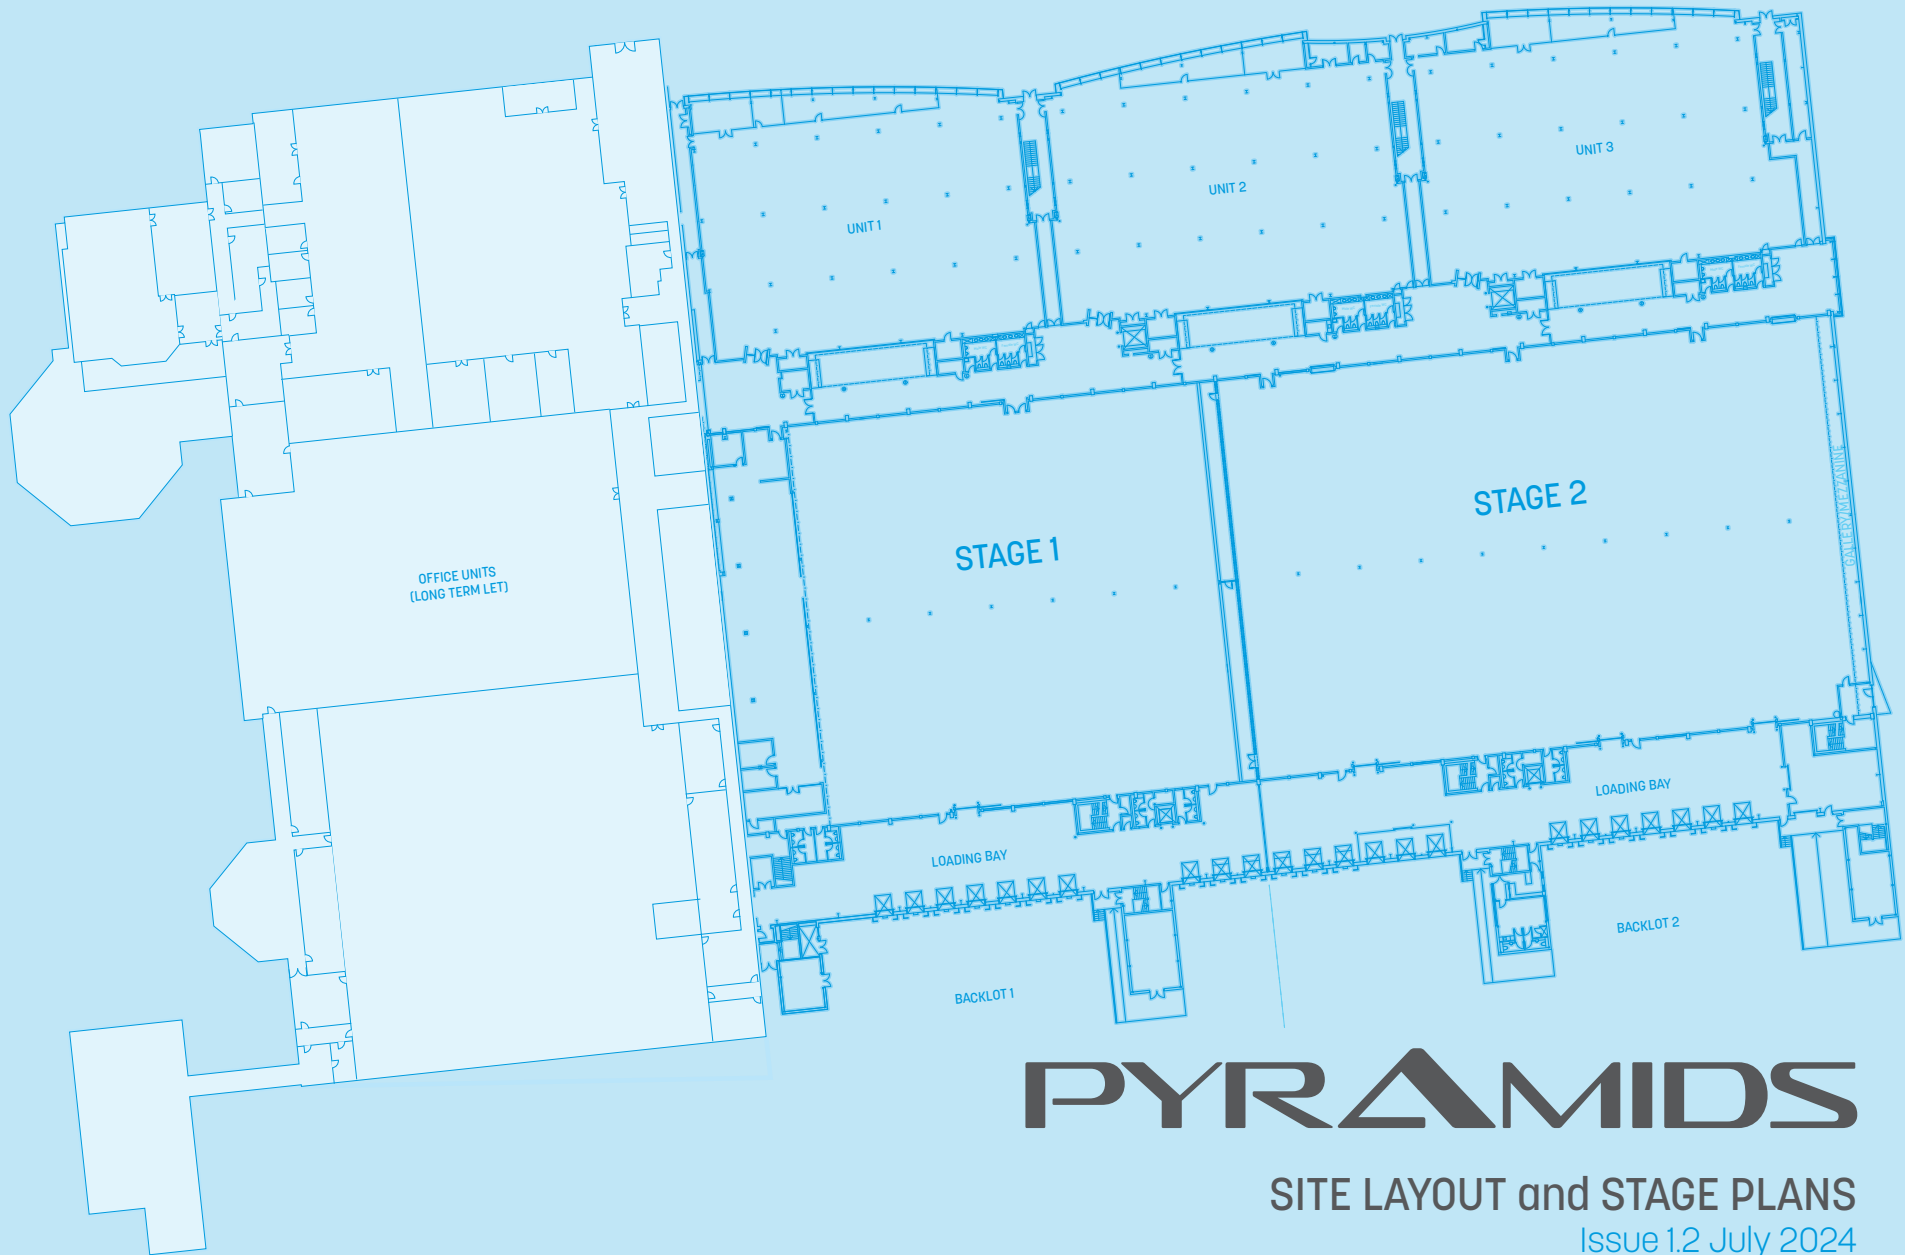 UNIT 1
UNIT 2
UNIT 3
STAGE 1
STAGE 2
GALLERY/MEZZANINE
OFFICE UNITS
(LONG TERM LET)
LOADING BAY
LOADING BAY
BACKLOT 1
BACKLOT 2
PYRAMIDS
SITE LAYOUT and STAGE PLANS
Issue 1.2 July 2024